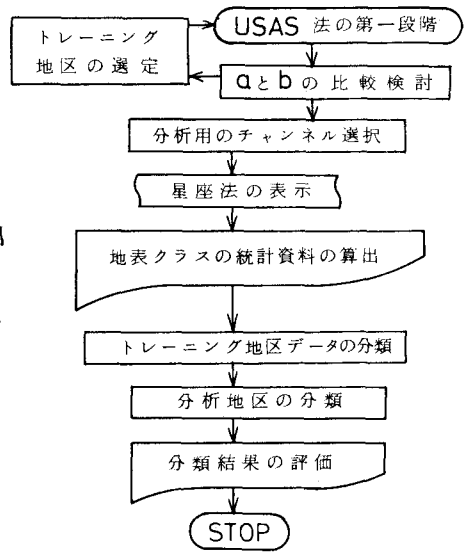 トレーニング
地区の選定
USAS 法の第一段階
aとbの比較検討
分析用のチャンネル選択
星座法の表示
地表クラスの統計資料の算出
トレーニング地区データの分類
分析地区の分類
分類結果の評価
STOP